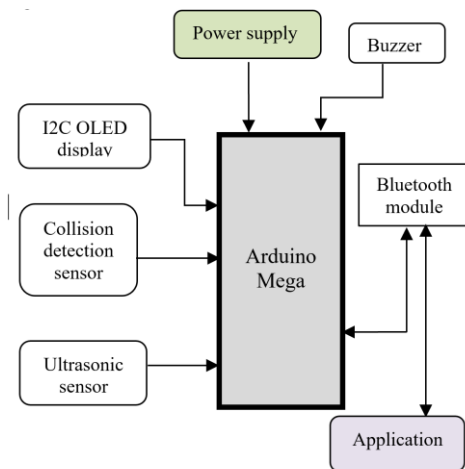 Power supply
Buzzer
I2C OLED
display
Bluetooth
module
Collision
detection
sensor
Arduino
Mega
Ultrasonic
sensor
Application